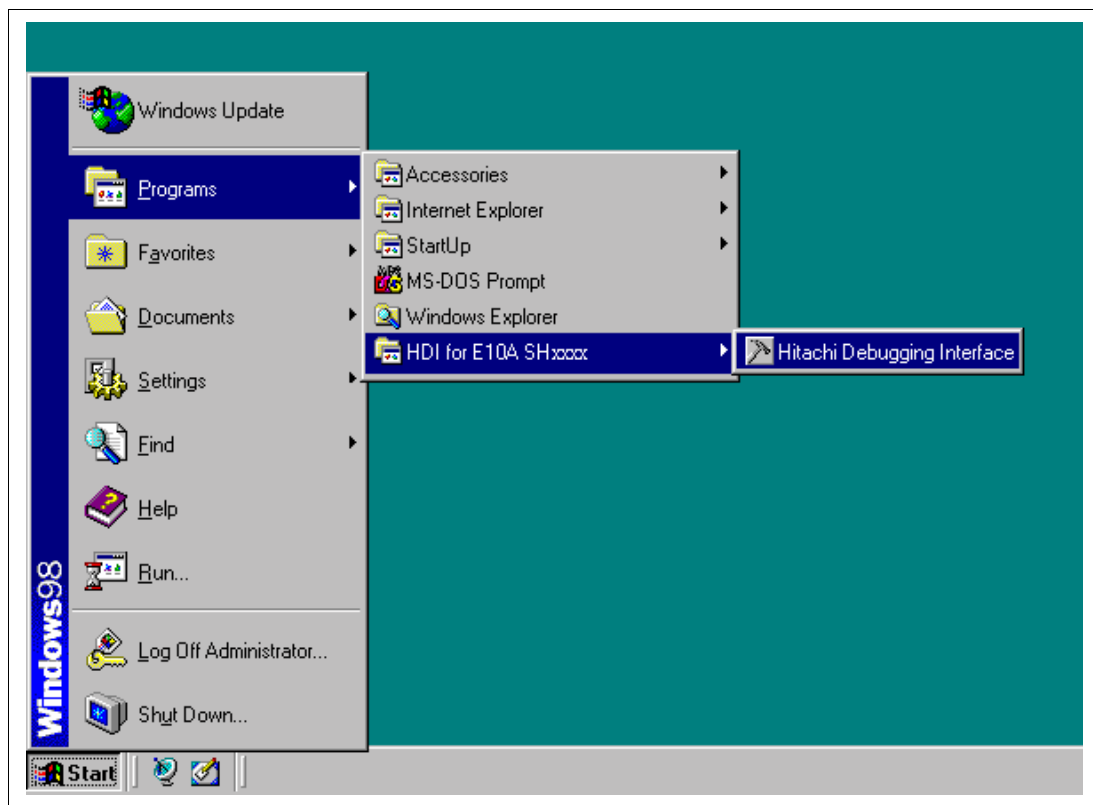 Windows Update
Programs
Favorites
Documents
Settings
Find
Help
Run...
Log Off Administrator...
Shut Down...
Windows98
Accessories
Internet Explorer
StartUp
MS-DOS Prompt
Windows Explorer
HDI for E10A SHxxxx
Hitachi Debugging Interface
Start